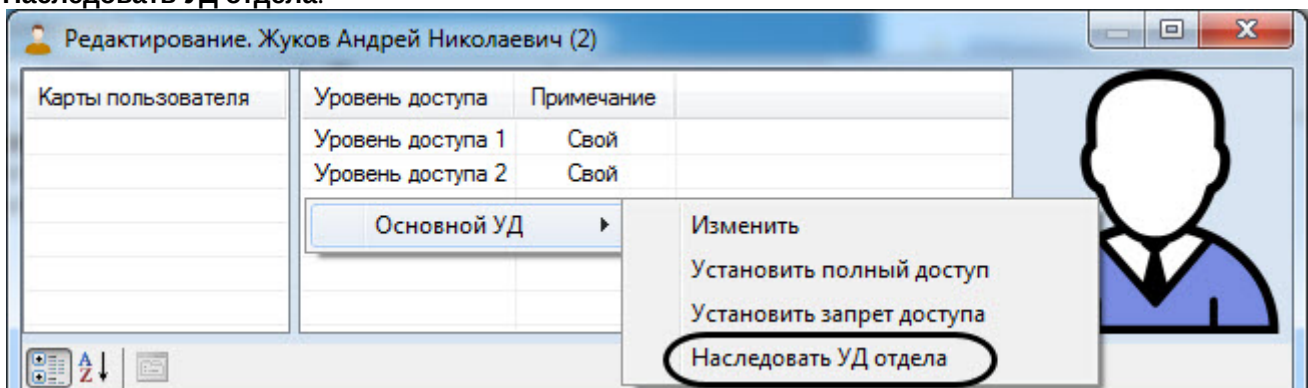 Наследовать УД отдела.
Редактирование. Жуков Андрей Николаевич (2)
Карты пользователя
Уровень доступа Примечание
Уровень доступа 1 Свой
Уровень доступа 2 Свой
Основной УД
Изменить
Установить полный доступ
Установить запрет доступа
Наследовать УД отдела